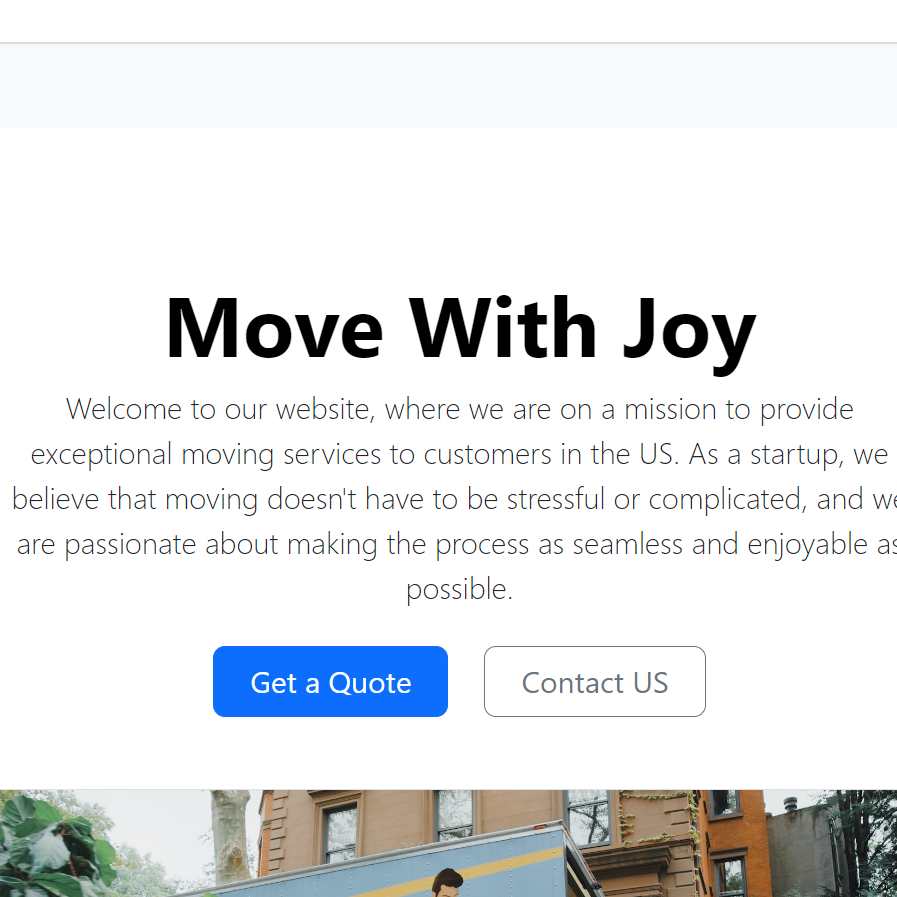 Move With Joy
Welcome to our website, where we are on a mission to provide
exceptional moving services to customers in the US. As a startup, we
believe that moving doesn't have to be stressful or complicated, and we
are passionate about making the process as seamless and enjoyable as
possible.
Get a Quote
Contact US